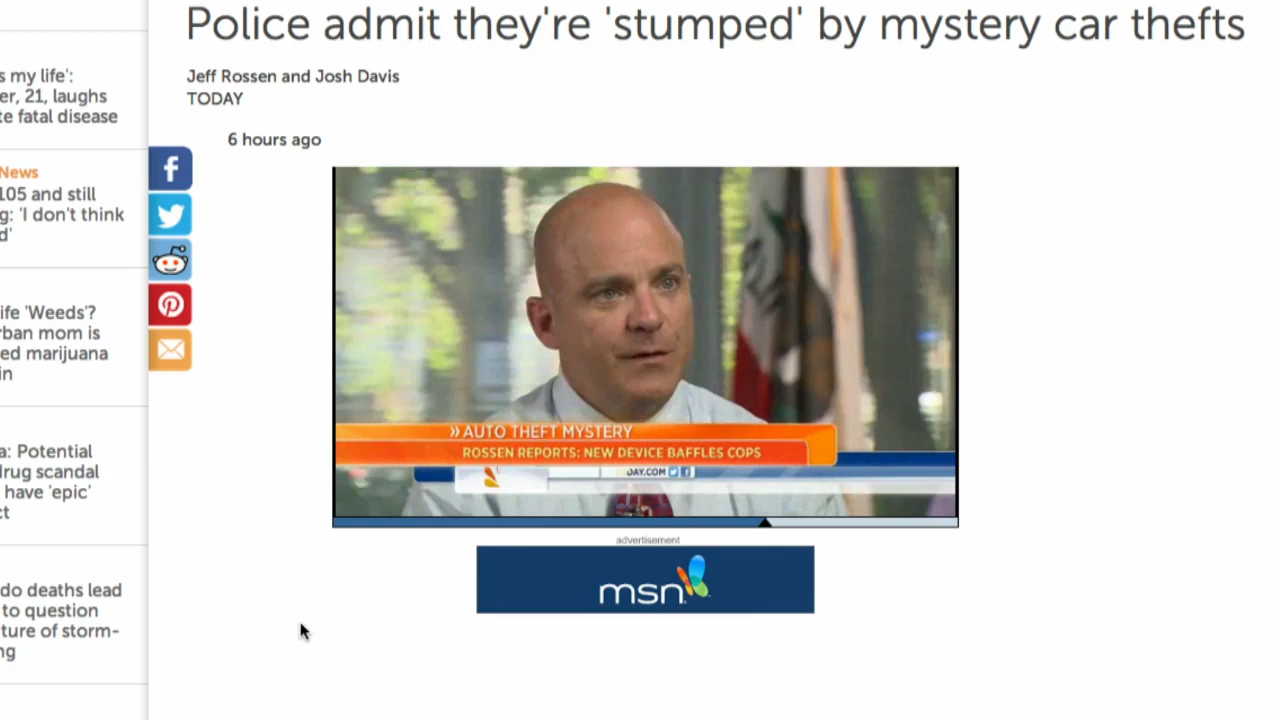 Police admit they're 'stumped' by mystery car thefts
Jeff Rossen and Josh Davis
TODAY
6 hours ago
s my life':
er, 21, laughs
te fatal disease
News
105 and still
g: 'I don't think
d'
ife 'Weeds'?
rban mom is
ed marijuana
in
a: Potential
drug scandal
have 'epic'
ct
do deaths lead
to question
ture of storm-
ng
f
» AUTO THEFT MYSTERY
ROSSEN REPORTS: NEW DEVICE BAFFLES COPS
DAY.COM
advertisement
msn